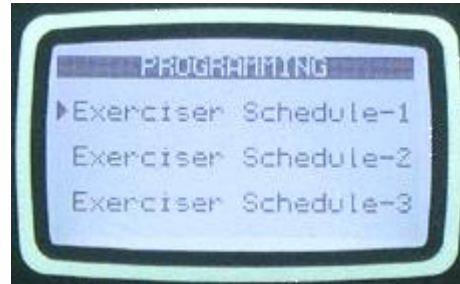 PROGRAMMING
▶Exerciser Schedule-1
Exerciser Schedule-2
Exerciser Schedule-3